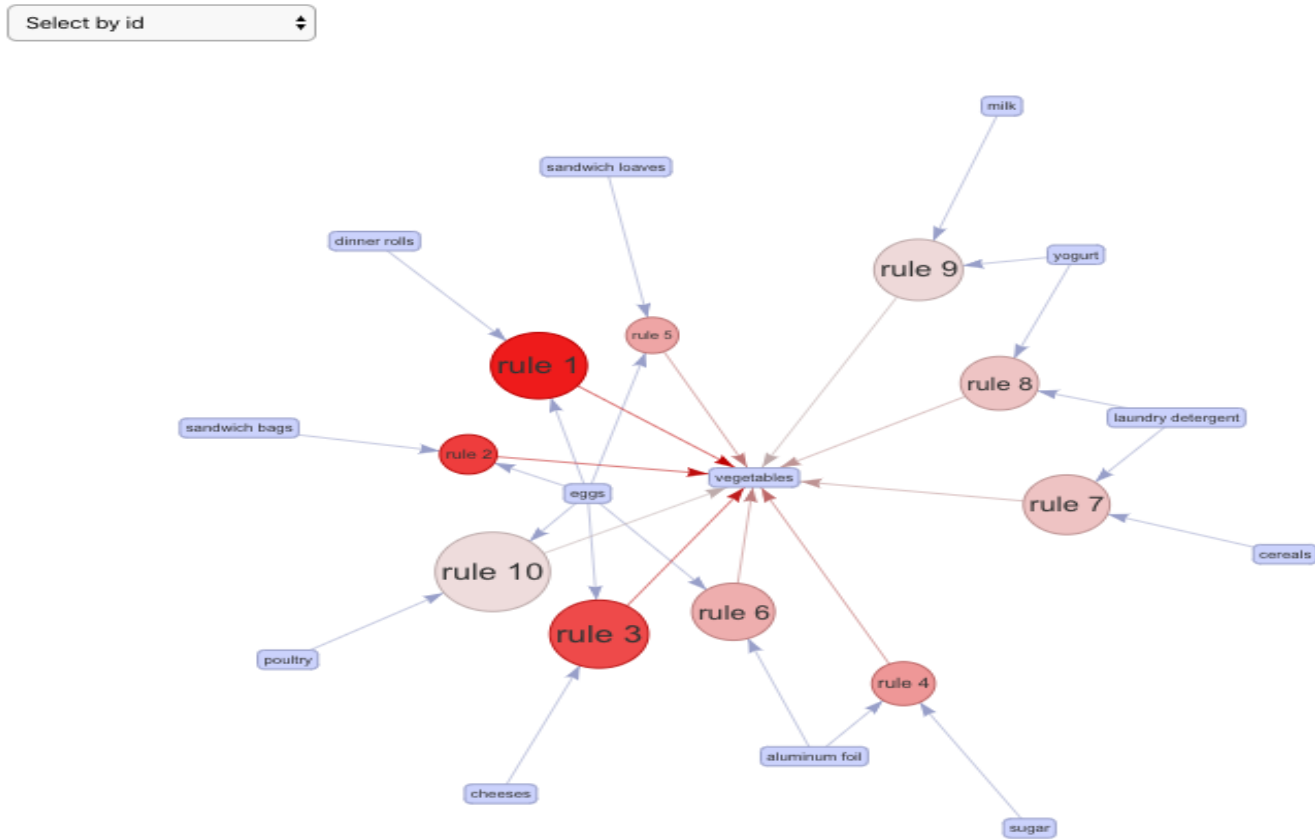 Select by id
milk
sandwich loaves
dinner rolls
yogurt
rule 9
rule 5
rule 1
rule 8
laundry detergent
sandwich bags
rule 2
vegetables
eggs
rule 7
cereals
rule 10
rule 6
rule 3
poultry
rule 4
aluminum foil
cheeses
sugar